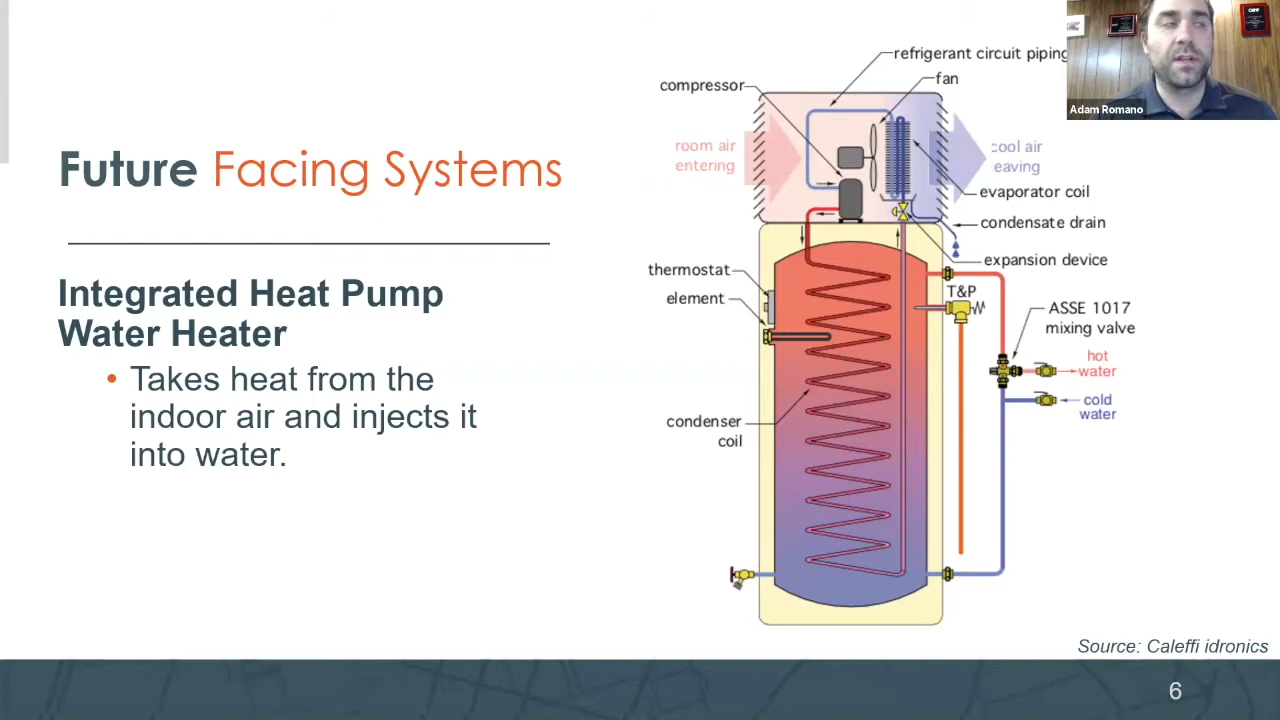 Future Facing Systems
Integrated Heat Pump
Water Heater
• Takes heat from the
indoor air and injects it
into water.
refrigerant circuit piping
fan
compressor
room air
entering
cool air
leaving
evaporator coil
condensate drain
expansion device
thermostat
element
T&P
ASSE 1017
mixing valve
hot
water
cold
water
condenser
coil
Source: Caleffi idronics
6
Adam Romano